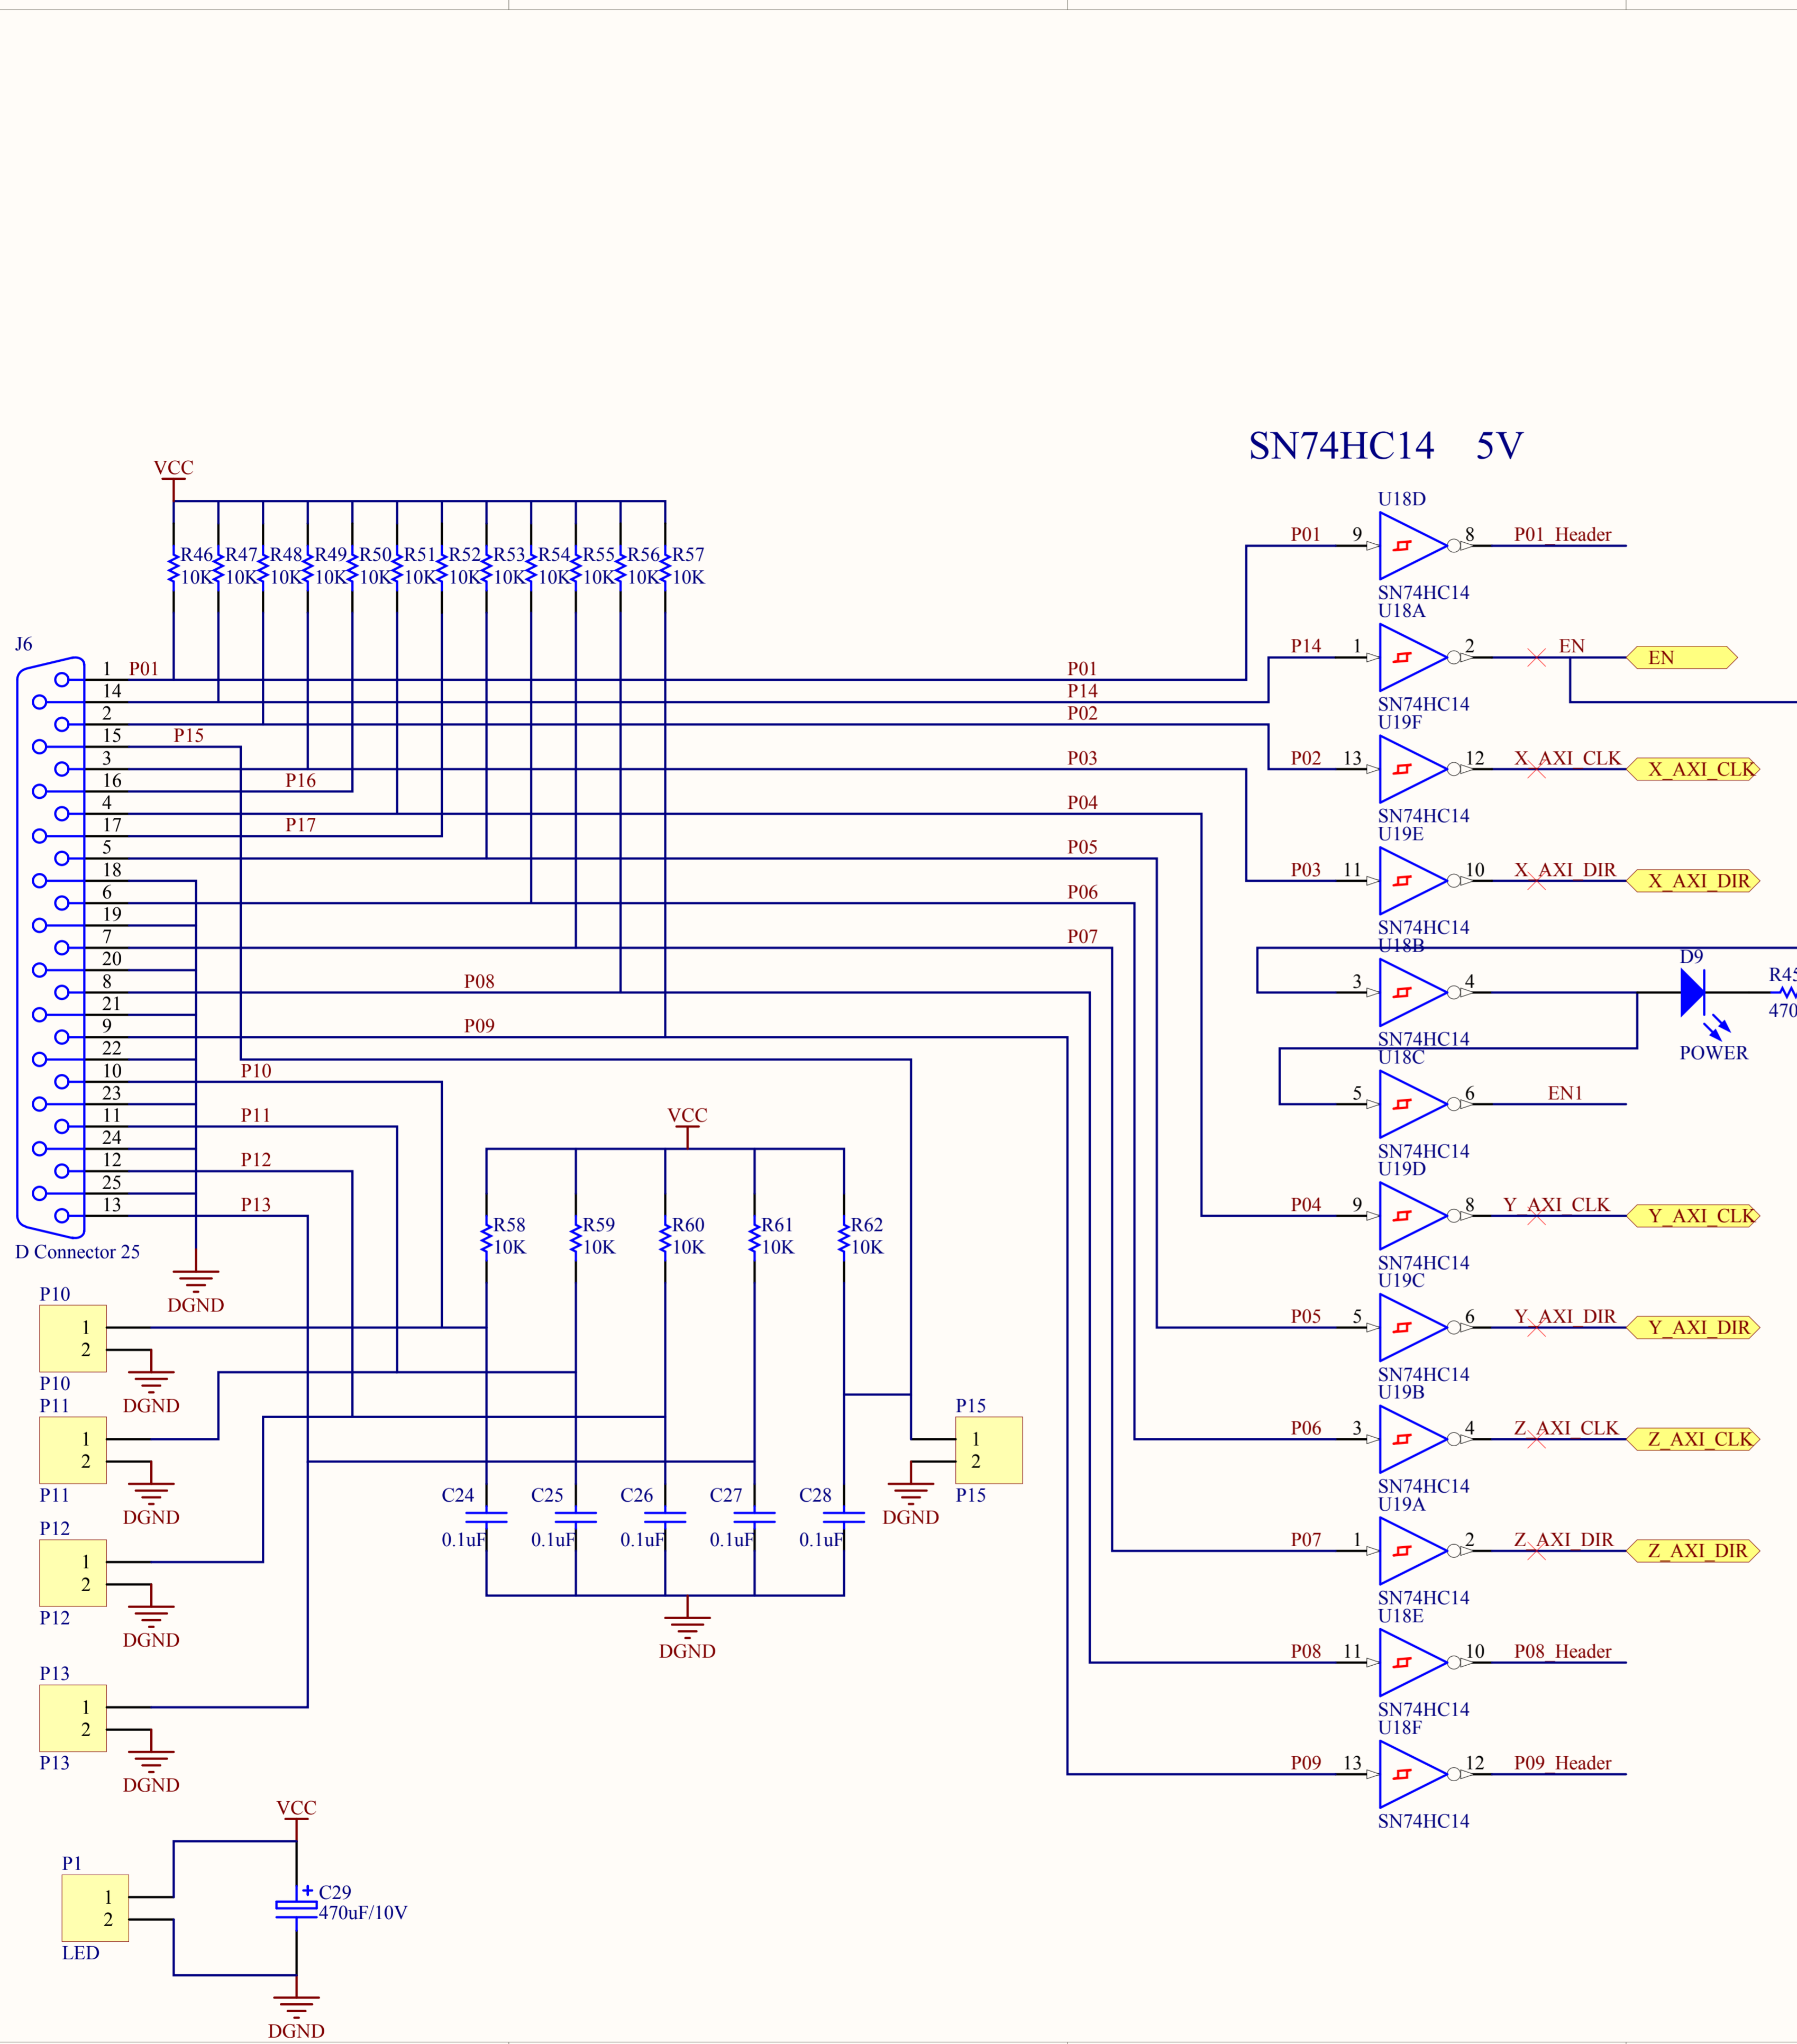 SN74HC14 5V
VCC
R46 R47 R48 R49 R50 R51 R52 R53 R54 R55 R56 R57
10K 10K 10K 10K 10K 10K 10K 10K 10K 10K 10K 10K
J6
1 P01 P01
14 P14
2 P02
15 P15
3 P03
16 P16
4 P04
17 P17
5 P05
18
6 P06
19
7 P07
20
8 P08
21
9 P09
22
10 P10
23
11 P11
24
12 P12
25
13 P13
D Connector 25
DGND
P10
1
2
P10
DGND
P11
1
2
P11
DGND
P12
1
2
P12
DGND
P13
1
2
P13
DGND
VCC
R58 R59 R60 R61 R62
10K 10K 10K 10K 10K
C24 C25 C26 C27 C28
0.1uF 0.1uF 0.1uF 0.1uF 0.1uF
DGND
P15
1
2
P15
DGND
VCC
P1
1
2
LED
C29
470uF/10V
DGND
U18D
P01 9 8 P01_Header
SN74HC14
U18A
P14 1 2 EN EN
SN74HC14
U19F
P02 13 12 X_AXI_CLK X_AXI_CLK
SN74HC14
U19E
P03 11 10 X_AXI_DIR X_AXI_DIR
SN74HC14
U18B
3 4
D9
POWER
R45
470
SN74HC14
U18C
5 6 EN1
SN74HC14
U19D
P04 9 8 Y_AXI_CLK Y_AXI_CLK
SN74HC14
U19C
P05 5 6 Y_AXI_DIR Y_AXI_DIR
SN74HC14
U19B
P06 3 4 Z_AXI_CLK Z_AXI_CLK
SN74HC14
U19A
P07 1 2 Z_AXI_DIR Z_AXI_DIR
SN74HC14
U18E
P08 11 10 P08_Header
SN74HC14
U18F
P09 13 12 P09_Header
SN74HC14